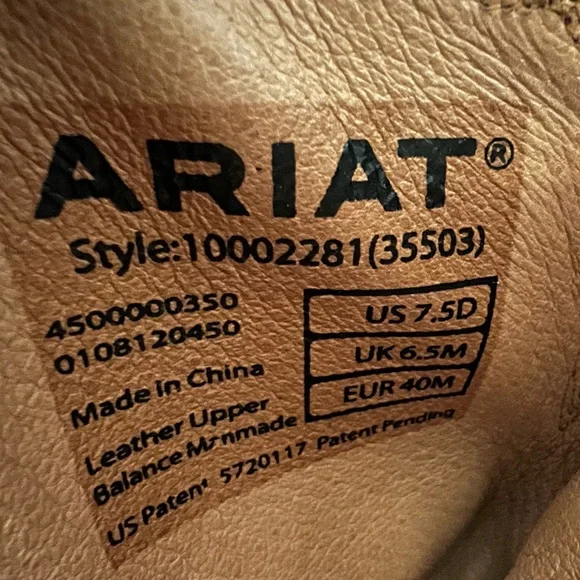 ARIAT®
Style:10002281(35503)
4500000350
0108120450
Made in China
Leather Upper
Balance Manmade
US Patent 5720117 Patent Pending
US 7.5D
UK 6.5M
EUR 40M